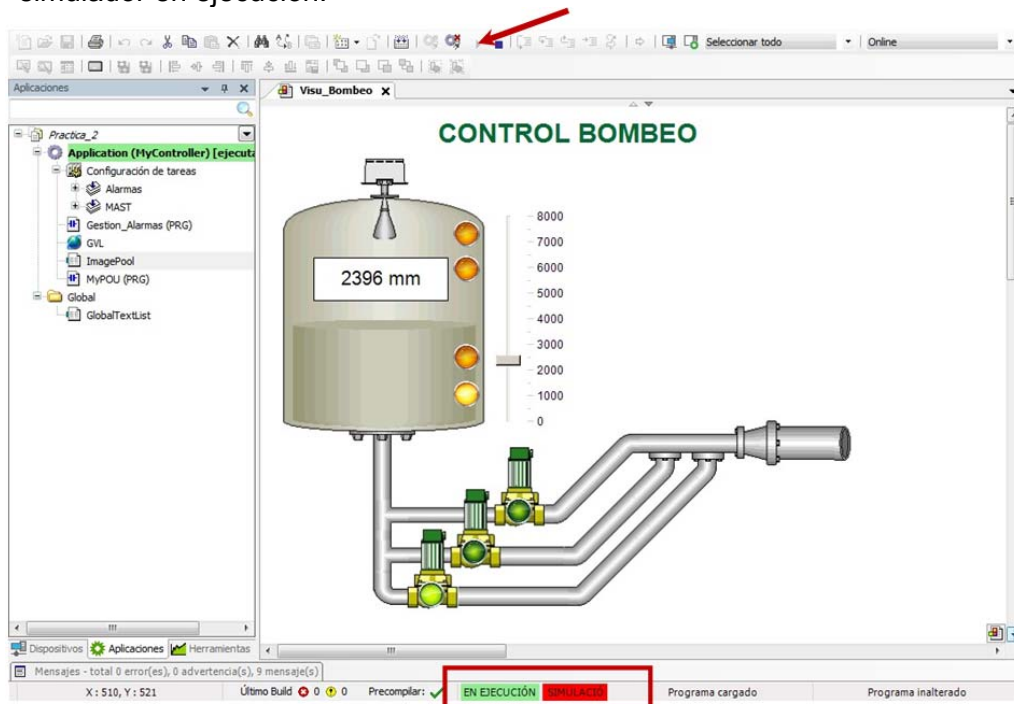 simulador en ejecución.
Seleccionar todo
Online
Aplicaciones
Visu_Bombeo
Practica_2
Application (MyController) [ejecuta
Configuración de tareas
Alarmas
MAST
Gestion_Alarmas (PRG)
GVL
ImagePool
MyPOU (PRG)
Global
GlobalTextList
CONTROL BOMBEO
2396 mm
8000
7000
6000
5000
4000
3000
2000
1000
0
Dispositivos Aplicaciones Herramientas
Mensajes - total 0 error(es), 0 advertencia(s), 9 mensaje(s)
X : 510, Y : 521 Último Build 0 0 Precompilar: EN EJECUCIÓN SIMULACIÓ Programa cargado Programa inalterado